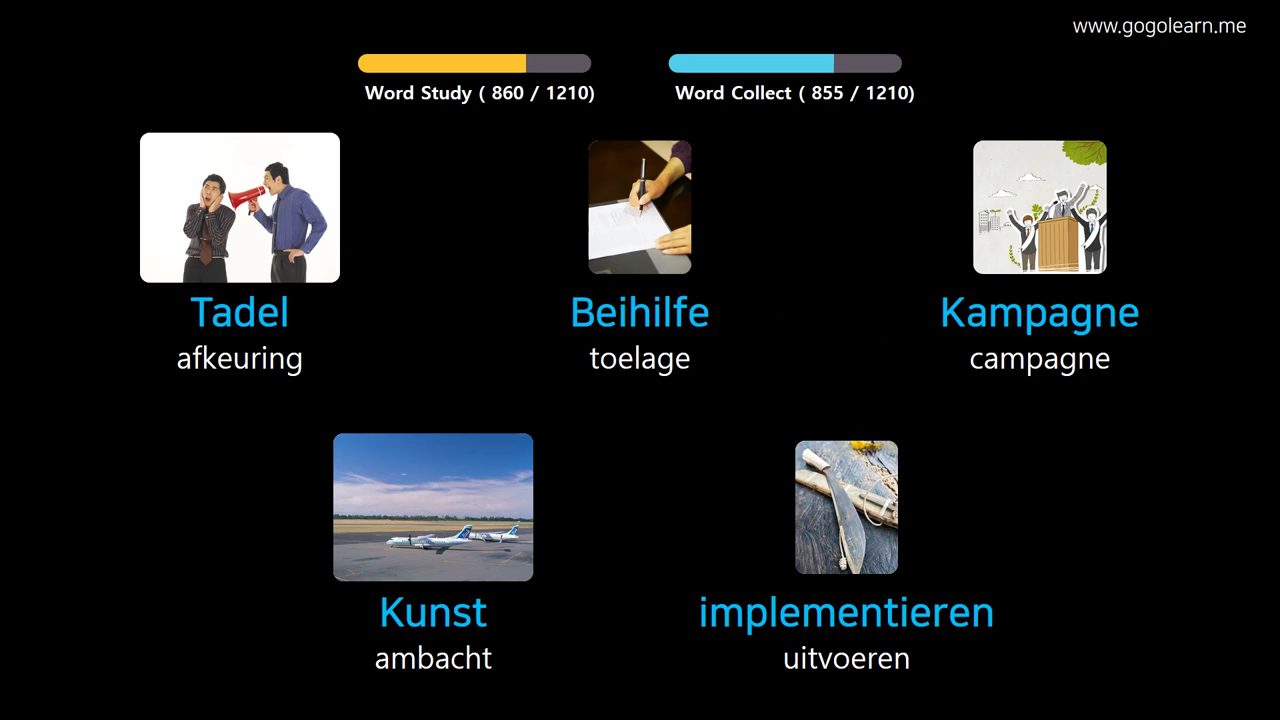 www.gogolearn.me
Word Study ( 860 / 1210)
Word Collect ( 855 / 1210)
Tadel
afkeuring
Beihilfe
toelage
Kampagne
campagne
Kunst
ambacht
implementieren
uitvoeren